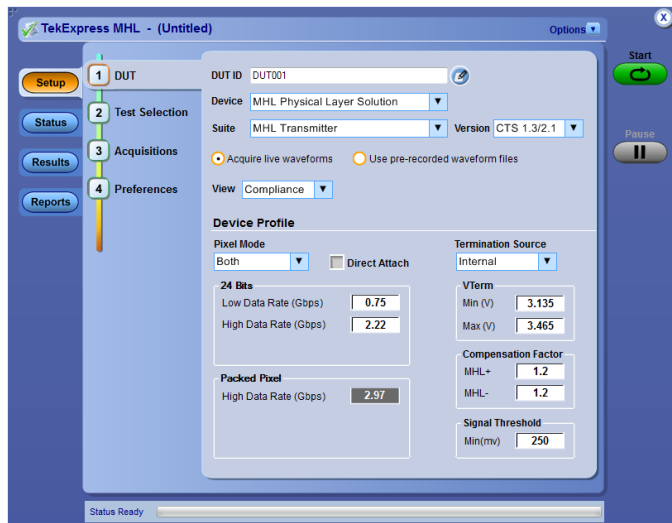 TekExpress MHL - (Untitled)
Options
x
Setup
Status
Results
Reports
1 DUT
2 Test Selection
3 Acquisitions
4 Preferences
DUT ID DUT001
Device MHL Physical Layer Solution
Suite MHL Transmitter Version CTS 1.3/2.1
Acquire live waveforms Use pre-recorded waveform files
View Compliance
Device Profile
Pixel Mode
Both
Direct Attach
24 Bits
Low Data Rate (Gbps) 0.75
High Data Rate (Gbps) 2.22
Packed Pixel
High Data Rate (Gbps) 2.97
Termination Source
Internal
VTerm
Min (V) 3.135
Max (V) 3.465
Compensation Factor
MHL+ 1.2
MHL- 1.2
Signal Threshold
Min(mv) 250
Start
Pause
Status Ready